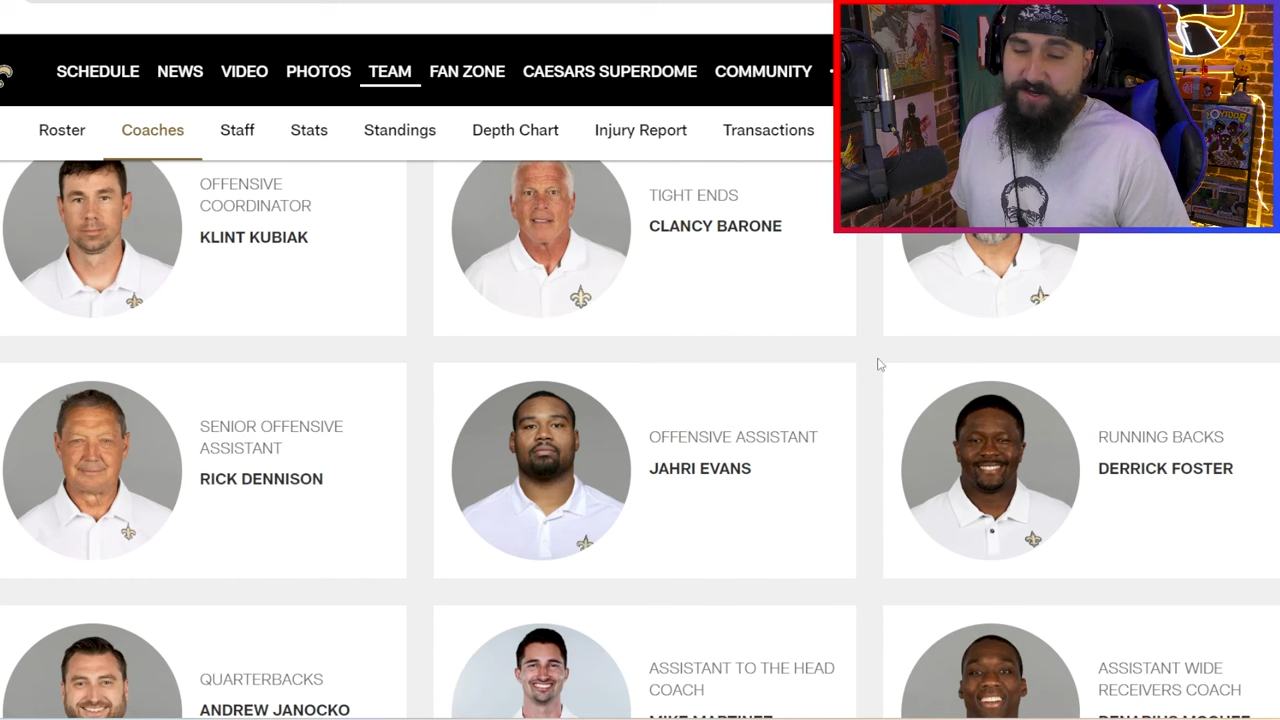 SCHEDULE NEWS VIDEO PHOTOS TEAM FAN ZONE CAESARS SUPERDOME COMMUNITY
Roster Coaches Staff Stats Standings Depth Chart Injury Report Transactions
OFFENSIVE
COORDINATOR
KLINT KUBIAK
TIGHT ENDS
CLANCY BARONE
SENIOR OFFENSIVE
ASSISTANT
RICK DENNISON
OFFENSIVE ASSISTANT
JAHRI EVANS
RUNNING BACKS
DERRICK FOSTER
QUARTERBACKS
ANDREW JANOCKO
ASSISTANT TO THE HEAD
COACH
MIKE MARTINEZ
ASSISTANT WIDE
RECEIVERS COACH